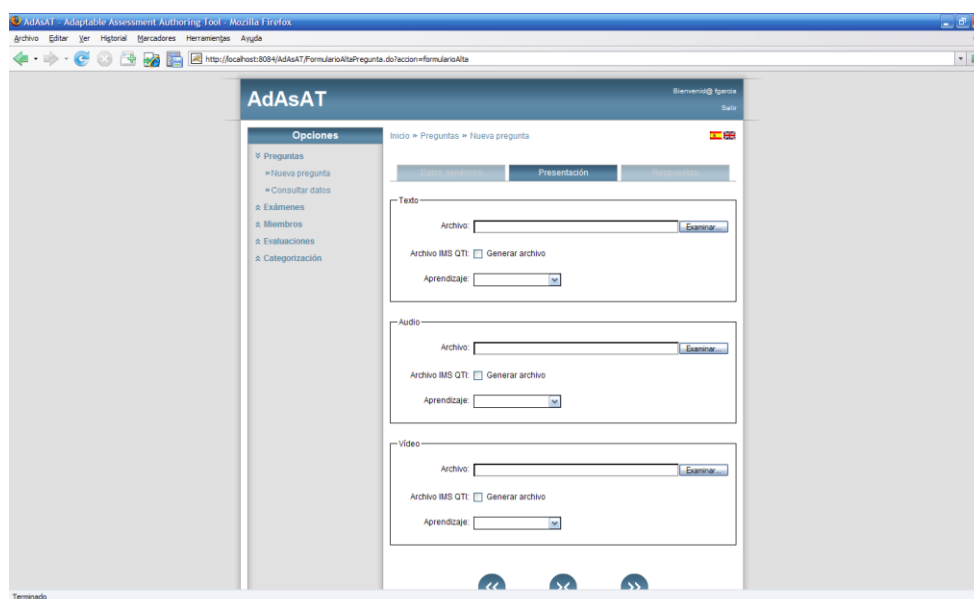 AdAsAT - Adaptable Assessment Authoring Tool - Mozilla Firefox
Archivo Editar Ver Historial Marcadores Herramientas Ayuda
http://localhost:8084/AdAsAT/FormularioAltaPregunta.do?accion=formularioAlta
AdAsAT
Bienvenid@ fgarcia
Salir
Opciones
Inicio » Preguntas » Nueva pregunta
Preguntas
» Nueva pregunta
» Consultar datos
Exámenes
Miembros
Evaluaciones
Categorización
Datos generales Presentación Respuestas
Texto
Archivo: Examinar...
Archivo IMS QTI: Generar archivo
Aprendizaje:
Audio
Archivo: Examinar...
Archivo IMS QTI: Generar archivo
Aprendizaje:
Vídeo
Archivo: Examinar...
Archivo IMS QTI: Generar archivo
Aprendizaje:
Terminado